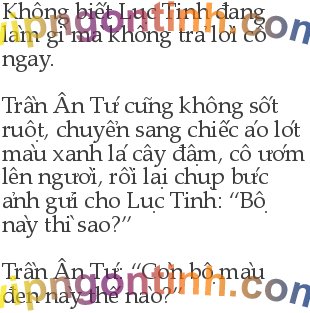 Không biết Lục Tinh đang
làm gì mà không trả lời cô
ngay.
Trần Ân Tứ cũng không sốt
ruột, chuyển sang chiếc áo lót
màu xanh lá cây đậm, cô ướm
lên người, rồi lại chụp bức
ảnh gửi cho Lục Tinh: “Bộ
này thì sao?”
Trần Ân Tứ: “Còn bộ màu
đen này thế nào?”
vipngontinh.com
vipngontinh.com